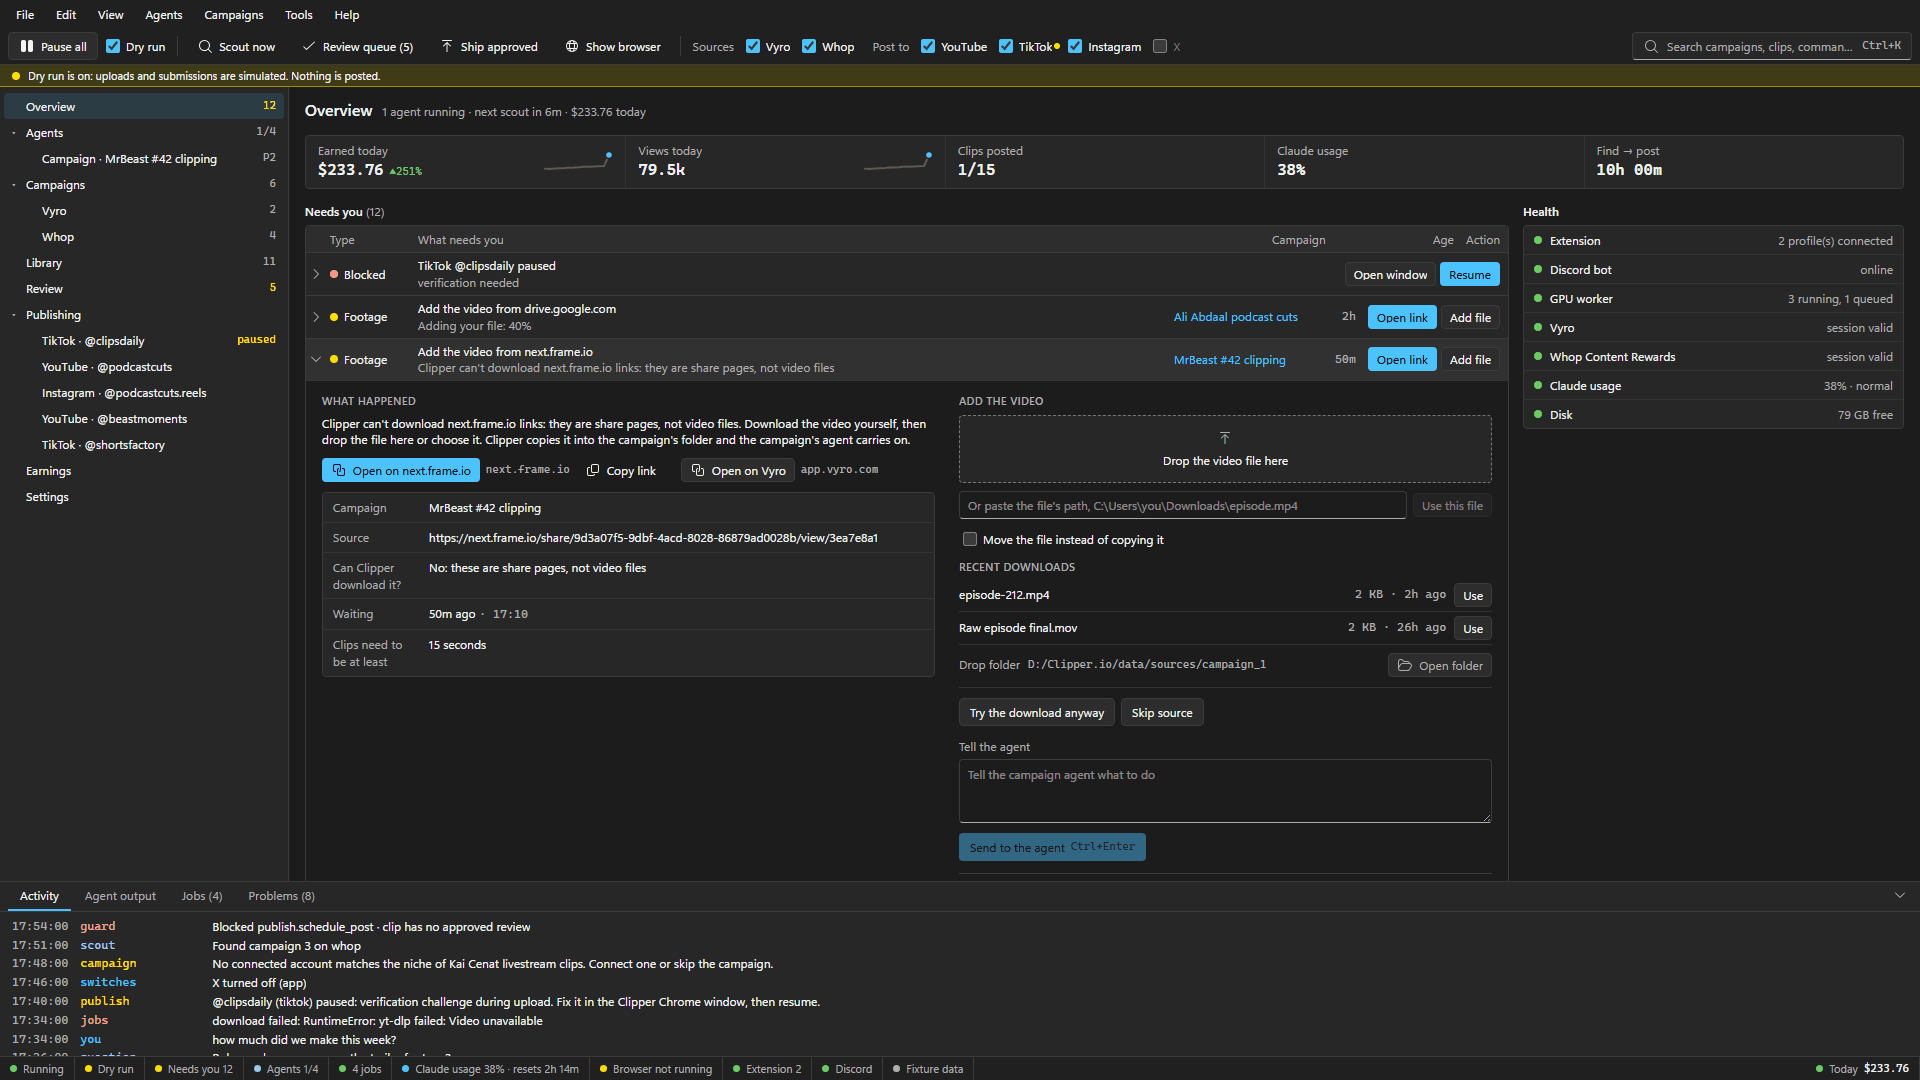 File Edit View Agents Campaigns Tools Help
Pause all Dry run Scout now Review queue (5) Ship approved Show browser Sources Vyro Whop Post to YouTube TikTok Instagram X Search campaigns, clips, comman... Ctrl+K
Dry run is on: uploads and submissions are simulated. Nothing is posted.
Overview 12
Agents 1/4
Campaign · MrBeast #42 clipping P2
Campaigns 6
Vyro 2
Whop 4
Library 11
Review 5
Publishing
TikTok · @clipsdaily paused
YouTube · @podcastcuts
Instagram · @podcastcuts.reels
YouTube · @beastmoments
TikTok · @shortsfactory
Earnings
Settings
Overview 1 agent running · next scout in 6m · $233.76 today
Earned today
$233.76 ▲251%
Views today
79.5k
Clips posted
1/15
Claude usage
38%
Find → post
10h 00m
Needs you (12)
Type What needs you Campaign Age Action
Blocked TikTok @clipsdaily paused
verification needed
Open window Resume
Footage Add the video from drive.google.com
Adding your file: 40%
Ali Abdaal podcast cuts 2h Open link Add file
Footage Add the video from next.frame.io
Clipper can't download next.frame.io links: they are share pages, not video files
MrBeast #42 clipping 50m Open link Add file
WHAT HAPPENED
Clipper can't download next.frame.io links: they are share pages, not video files. Download the video yourself, then
drop the file here or choose it. Clipper copies it into the campaign's folder and the campaign's agent carries on.
Open on next.frame.io next.frame.io Copy link Open on Vyro app.vyro.com
Campaign MrBeast #42 clipping
Source https://next.frame.io/share/9d3a07f5-9dbf-4acd-8028-86879ad0028b/view/3ea7e8a1
Can Clipper
download it?
No: these are share pages, not video files
Waiting 50m ago · 17:10
Clips need to
be at least
15 seconds
ADD THE VIDEO
Drop the video file here
Or paste the file's path, C:\Users\you\Downloads\episode.mp4 Use this file
Move the file instead of copying it
RECENT DOWNLOADS
episode-212.mp4 2 KB · 2h ago Use
Raw episode final.mov 2 KB · 26h ago Use
Drop folder D:/Clipper.io/data/sources/campaign_1 Open folder
Try the download anyway Skip source
Tell the agent
Tell the campaign agent what to do
Send to the agent Ctrl+Enter
Health
Extension 2 profile(s) connected
Discord bot online
GPU worker 3 running, 1 queued
Vyro session valid
Whop Content Rewards session valid
Claude usage 38% · normal
Disk 79 GB free
Activity Agent output Jobs (4) Problems (8)
17:54:00 guard Blocked publish.schedule_post · clip has no approved review
17:51:00 scout Found campaign 3 on whop
17:48:00 campaign No connected account matches the niche of Kai Cenat livestream clips. Connect one or skip the campaign.
17:46:00 switches X turned off (app)
17:40:00 publish @clipsdaily (tiktok) paused: verification challenge during upload. Fix it in the Clipper Chrome window, then resume.
17:34:00 jobs download failed: RuntimeError: yt-dlp failed: Video unavailable
17:34:00 you how much did we make this week?
Running Dry run Needs you 12 Agents 1/4 4 jobs Claude usage 38% · resets 2h 14m Browser not running Extension 2 Discord Fixture data Today $233.76